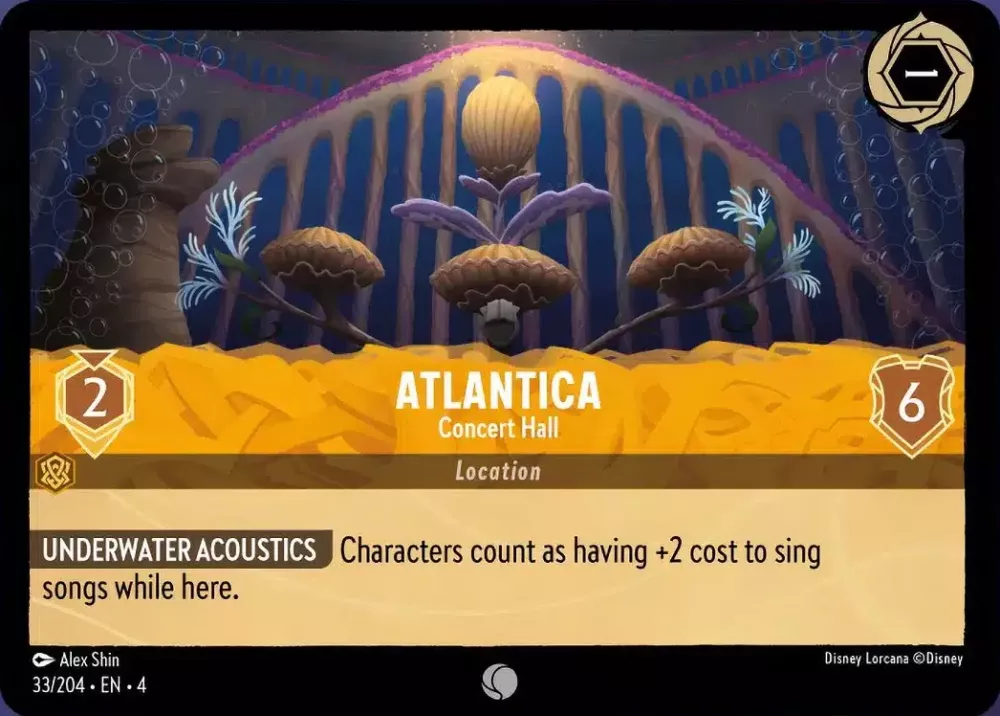 1
2
ATLANTICA
6
Concert Hall
Location
UNDERWATER ACOUSTICS Characters count as having +2 cost to sing
songs while here.
Alex Shin
Disney Lorcana ©Disney
33/204 • EN • 4